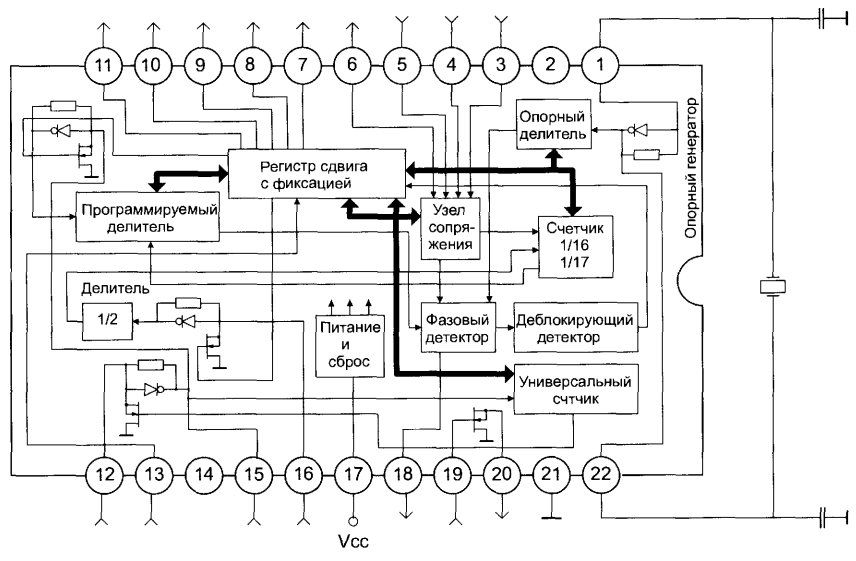 11 10 9 8 7 6 5 4 3 2 1
Опорный
делитель
Опорный генератор
Регистр сдвига
с фиксацией
Программируемый
делитель
Узел
сопря-
жения
Счетчик
1/16
1/17
Делитель
1/2
Питание
и
сброс
Фазовый
детектор
Деблокирующий
детектор
Универсальный
счтчик
12 13 14 15 16 17 18 19 20 21 22
Vcc